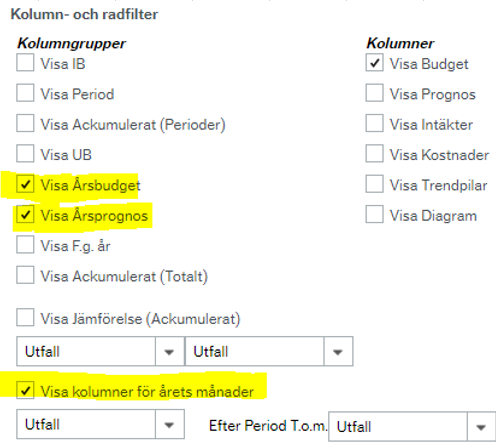 Kolumn- och radfilter
Kolumngrupper Kolumner
Visa IB Visa Budget
Visa Period Visa Prognos
Visa Ackumulerat (Perioder) Visa Intäkter
Visa UB Visa Kostnader
Visa Årsbudget Visa Trendpilar
Visa Årsprognos Visa Diagram
Visa F.g. år
Visa Ackumulerat (Totalt)
Visa Jämförelse (Ackumulerat)
Utfall Utfall
Visa kolumner för årets månader
Utfall Efter Period T.o.m. Utfall